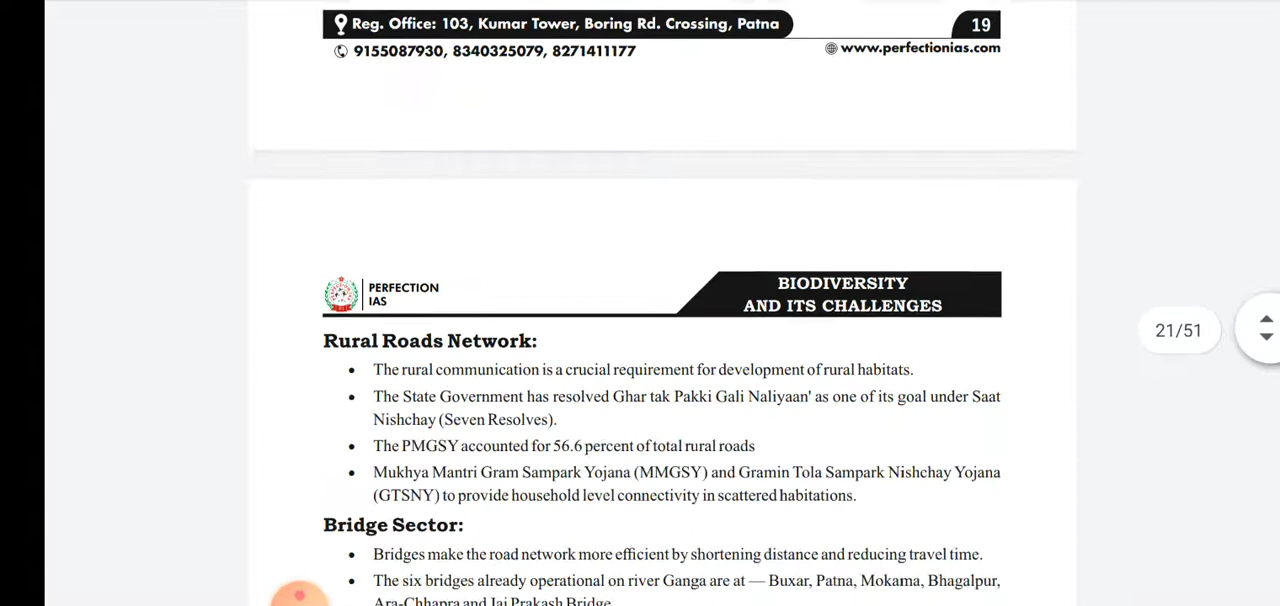 Reg. Office: 103, Kumar Tower, Boring Rd. Crossing, Patna
19
9155087930, 8340325079, 8271411177
www.perfectionias.com
PERFECTION
IAS
BIODIVERSITY
AND ITS CHALLENGES
21/51
Rural Roads Network:
• The rural communication is a crucial requirement for development of rural habitats.
• The State Government has resolved Ghar tak Pakki Gali Naliyaan' as one of its goal under Saat
Nishchay (Seven Resolves).
• The PMGSY accounted for 56.6 percent of total rural roads
• Mukhya Mantri Gram Sampark Yojana (MMGSY) and Gramin Tola Sampark Nishchay Yojana
(GTSNY) to provide household level connectivity in scattered habitations.
Bridge Sector:
• Bridges make the road network more efficient by shortening distance and reducing travel time.
• The six bridges already operational on river Ganga are at — Buxar, Patna, Mokama, Bhagalpur,
Ara-Chhapra and Jai Prakash Bridge